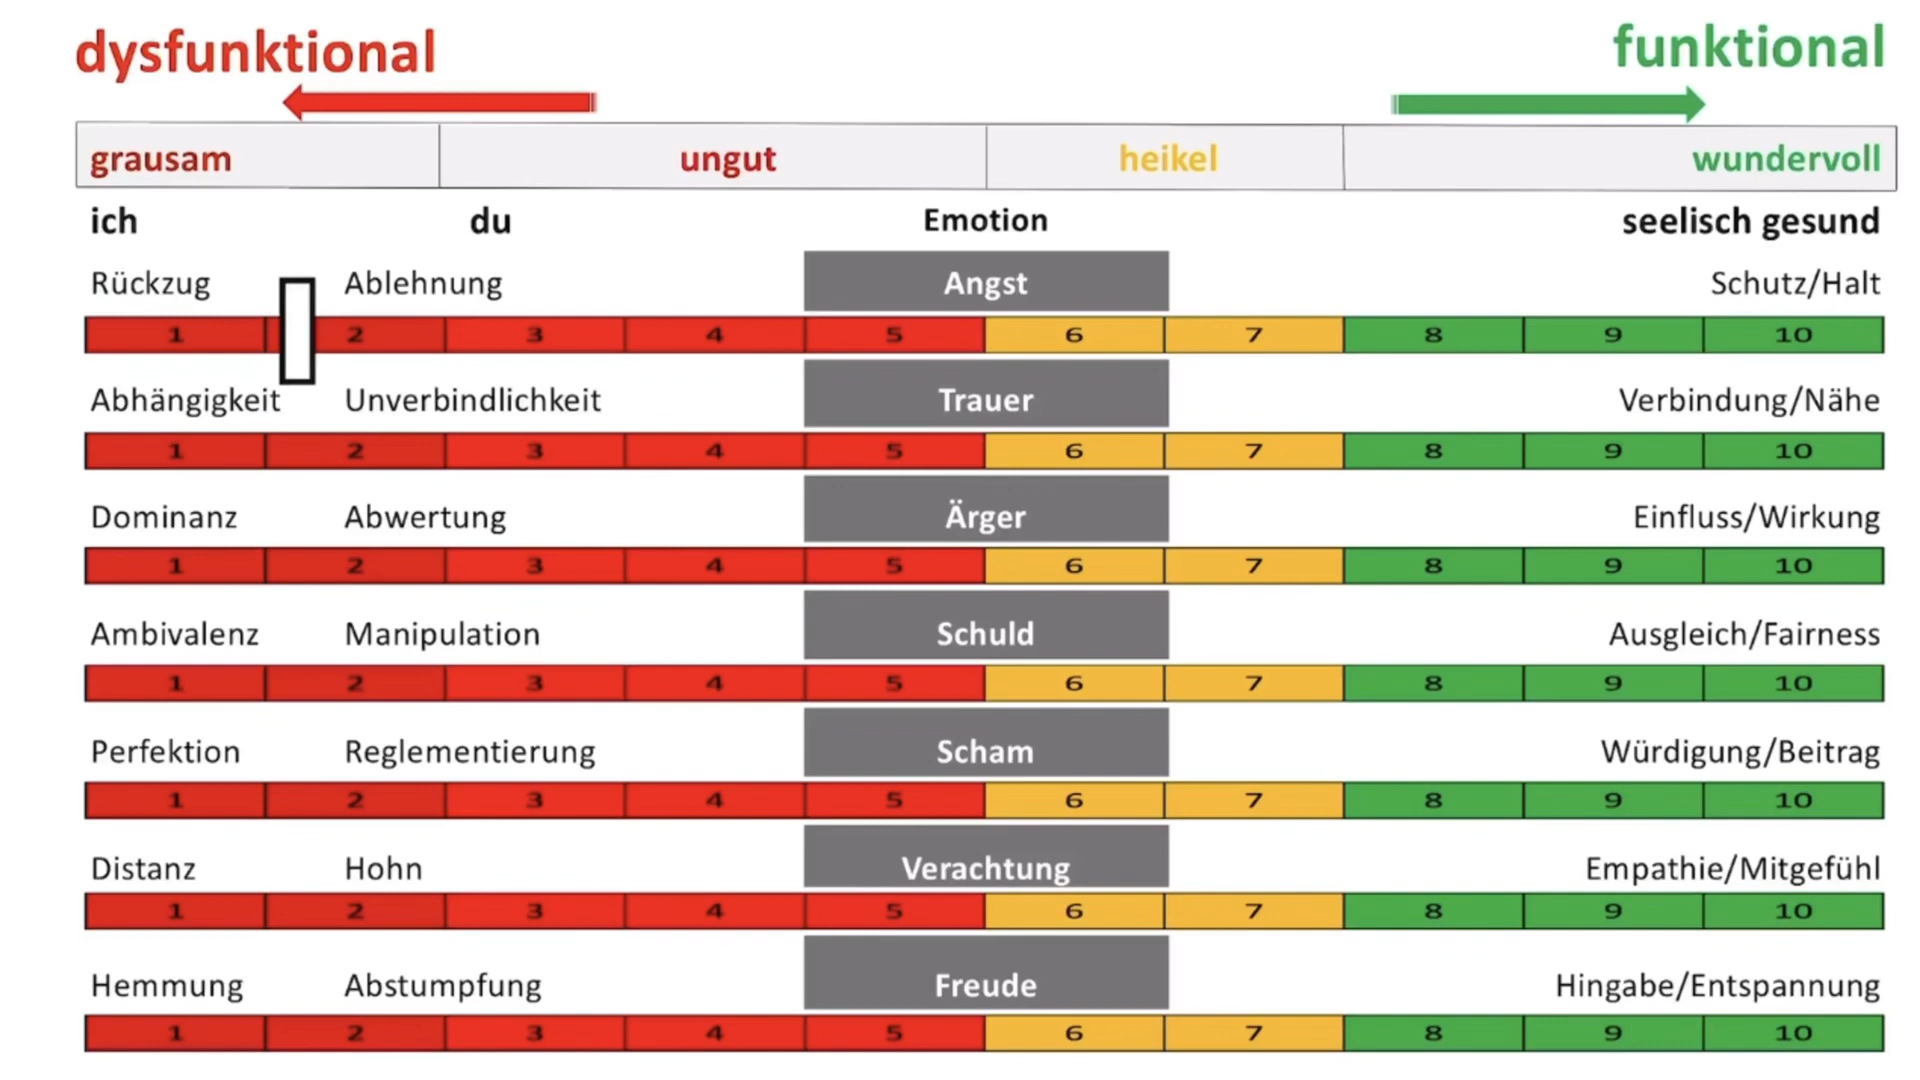 dysfunktional funktional
grausam ungut heikel wundervoll
ich du Emotion seelisch gesund
Rückzug Ablehnung Angst Schutz/Halt
1 2 3 4 5 6 7 8 9 10
Abhängigkeit Unverbindlichkeit Trauer Verbindung/Nähe
1 2 3 4 5 6 7 8 9 10
Dominanz Abwertung Ärger Einfluss/Wirkung
1 2 3 4 5 6 7 8 9 10
Ambivalenz Manipulation Schuld Ausgleich/Fairness
1 2 3 4 5 6 7 8 9 10
Perfektion Reglementierung Scham Würdigung/Beitrag
1 2 3 4 5 6 7 8 9 10
Distanz Hohn Verachtung Empathie/Mitgefühl
1 2 3 4 5 6 7 8 9 10
Hemmung Abstumpfung Freude Hingabe/Entspannung
1 2 3 4 5 6 7 8 9 10